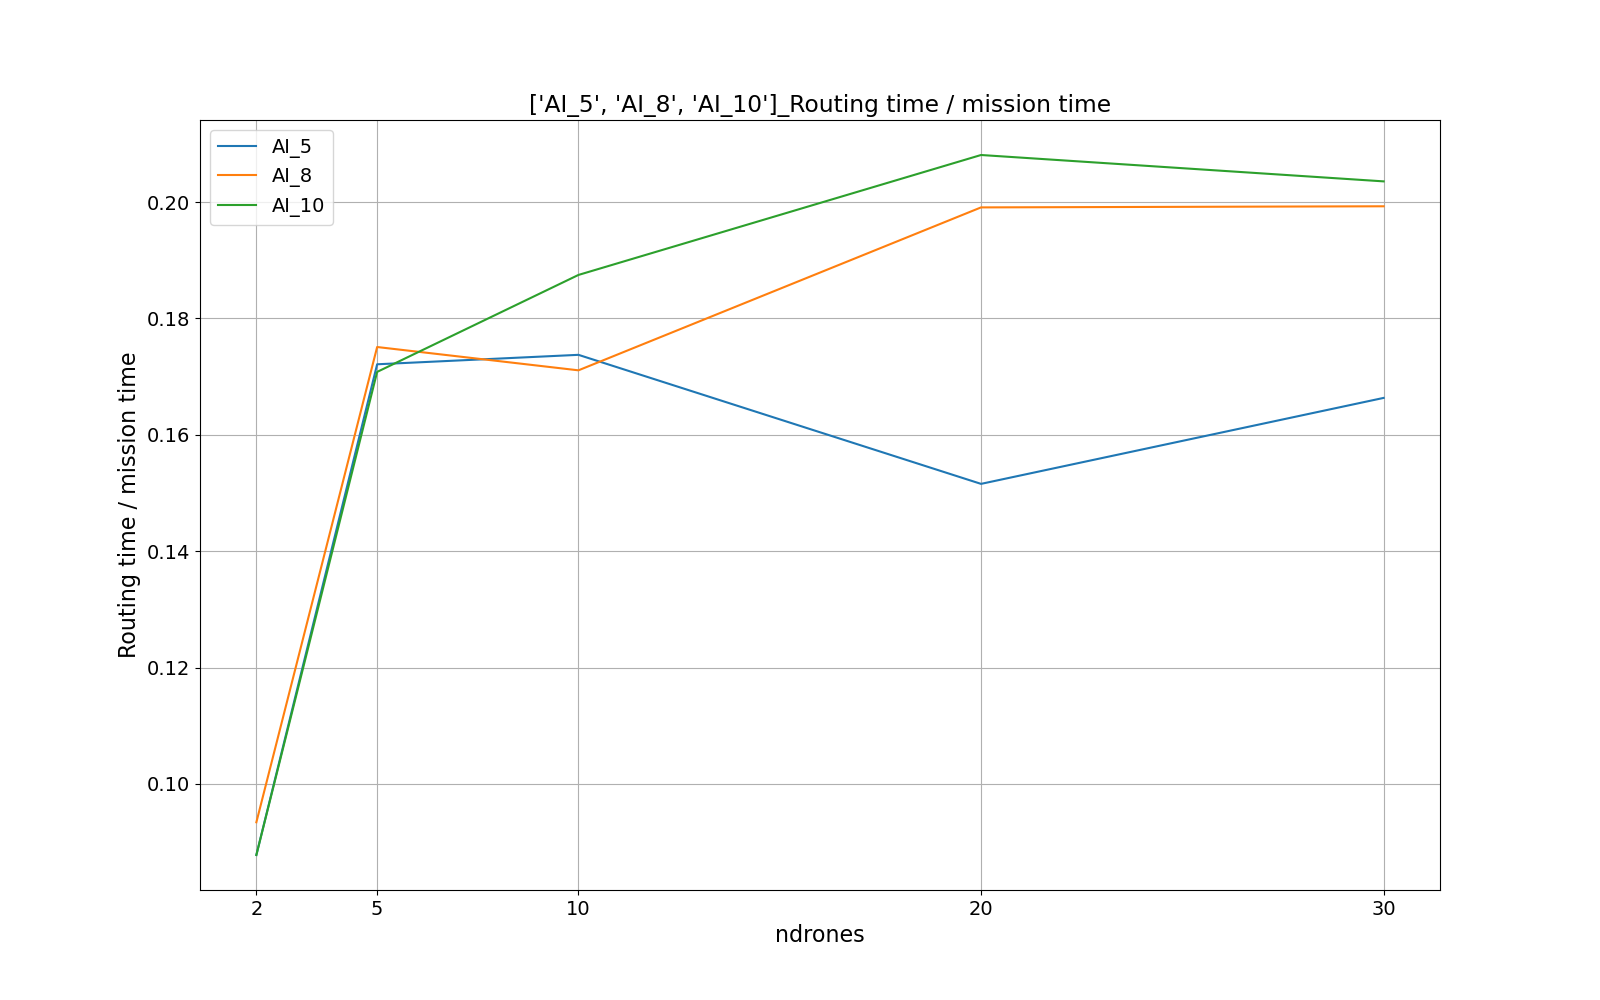 ['AI_5', 'AI_8', 'AI_10']_Routing time / mission time
AI_5
AI_8
AI_10
Routing time / mission time
0.20
0.18
0.16
0.14
0.12
0.10
2 5 10 20 30
ndrones